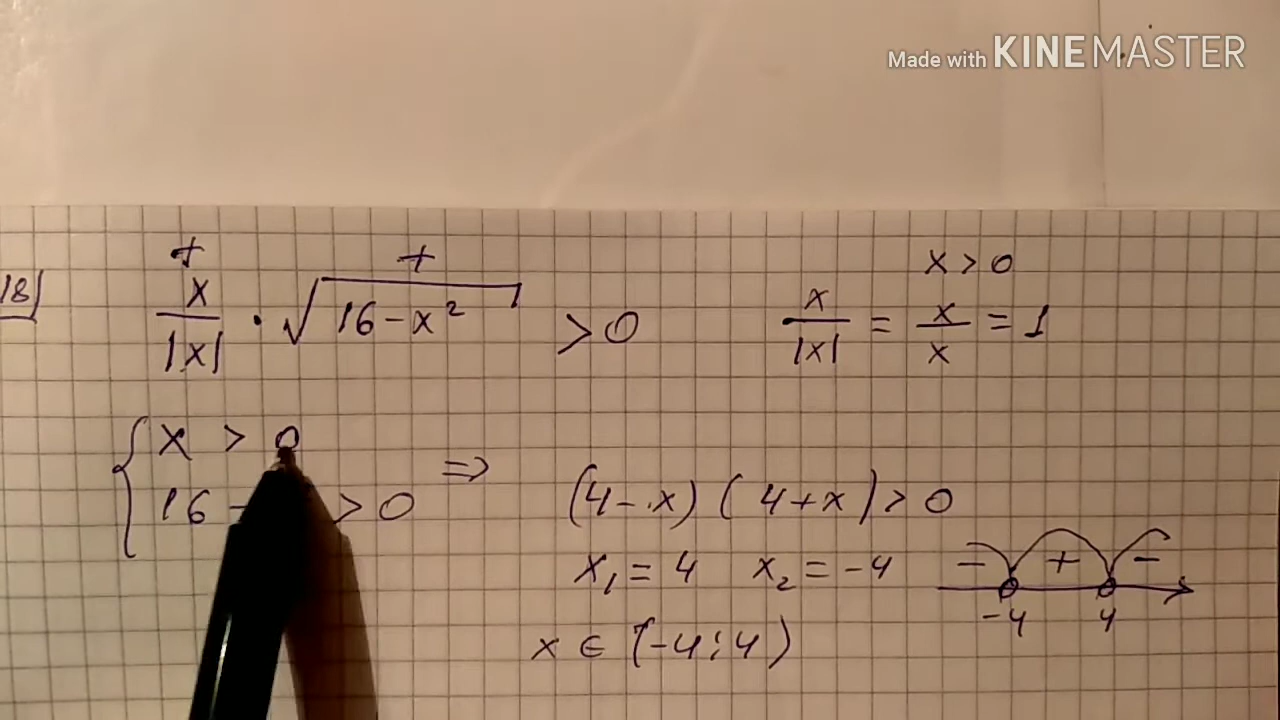 Made with KINEMASTER
18)
+ +
x/|x| · √(16-x²) > 0
x > 0
x/|x| = x/x = 1
{ x > 0
16 - > 0 ⇒
(4-x)(4+x) > 0
x₁ = 4 x₂ = -4
- + -
-4 4
x ∈ (-4;4)